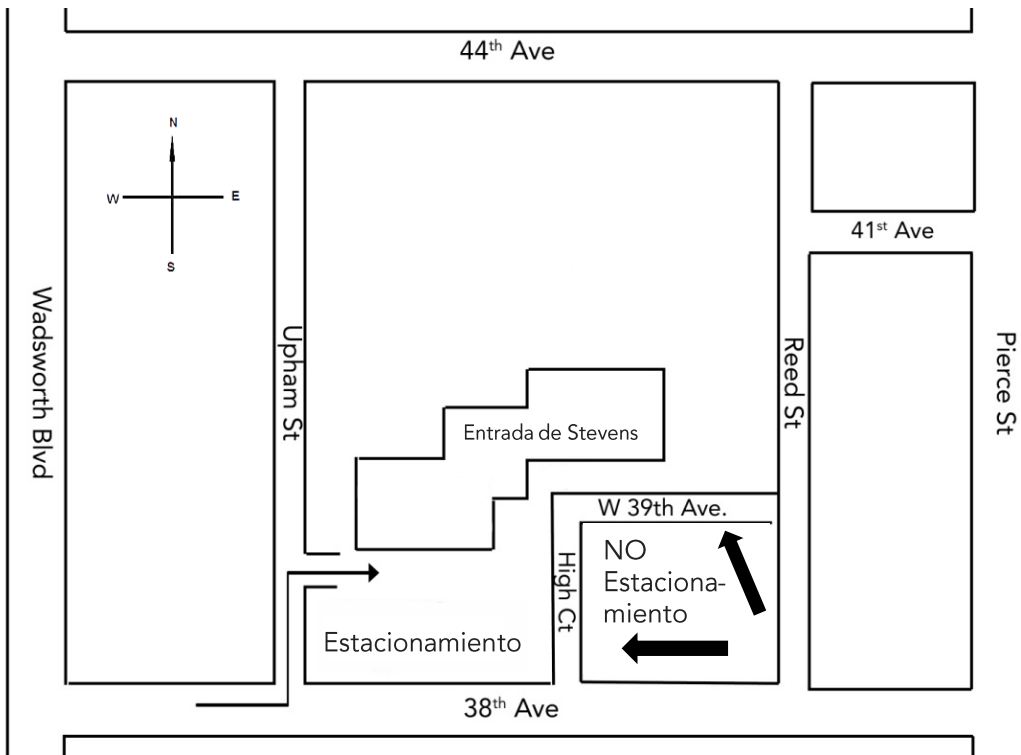 44th Ave
N
W
E
S
41st Ave
Wadsworth Blvd
Upham St
Reed St
Pierce St
Entrada de Stevens
W 39th Ave.
High Ct
NO
Estaciona-
miento
Estacionamiento
38th Ave